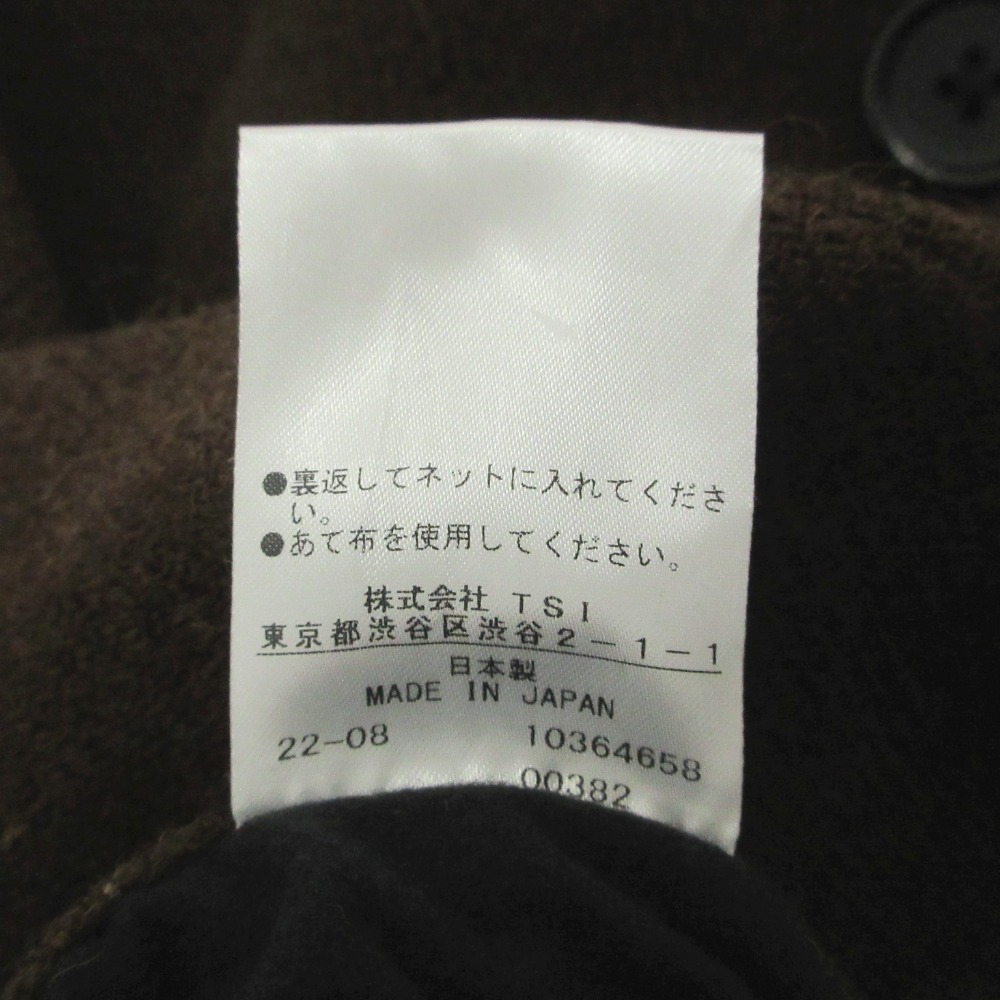 ●裏返してネットに入れてくださ
い。
●あて布を使用してください。
株式会社 TSI
東京都渋谷区渋谷2－1－1
日本製
MADE IN JAPAN
22-08 10364658
00382